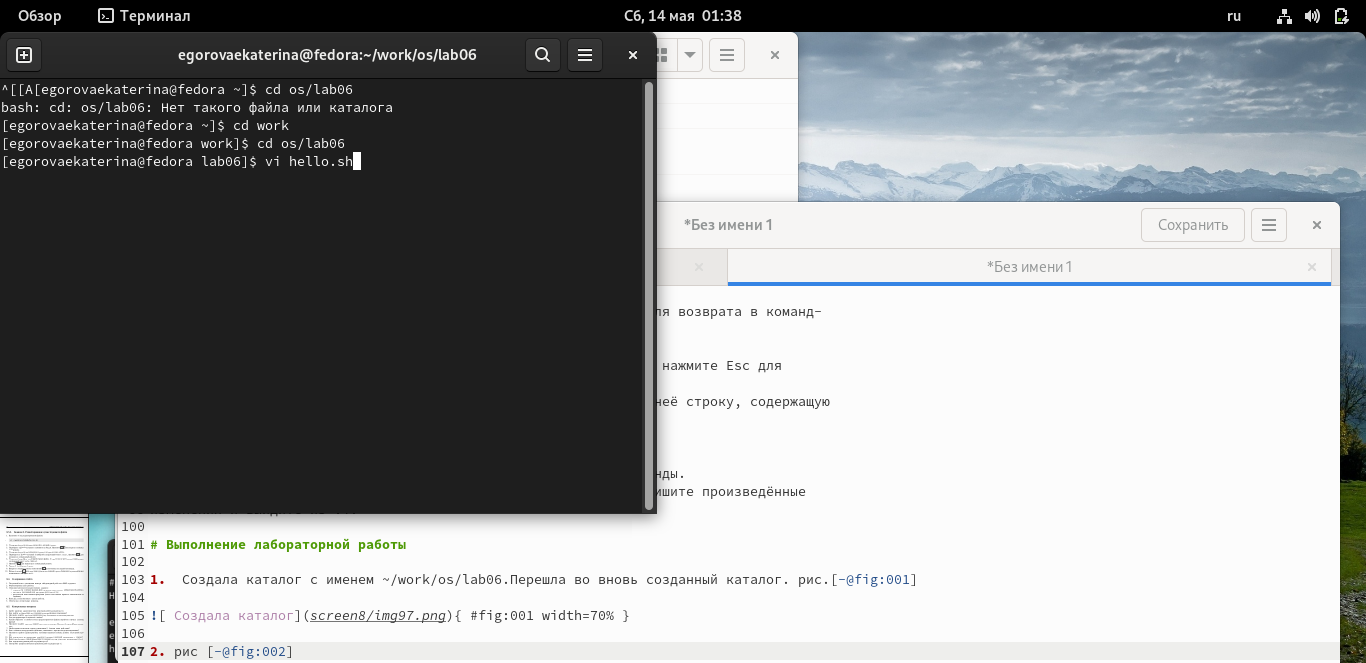 Обзор
Терминал
Сб, 14 мая 01:38
ru
egorovaekaterina@fedora:~/work/os/lab06
^[[A[egorovaekaterina@fedora ~]$ cd os/lab06
bash: cd: os/lab06: Нет такого файла или каталога
[egorovaekaterina@fedora ~]$ cd work
[egorovaekaterina@fedora work]$ cd os/lab06
[egorovaekaterina@fedora lab06]$ vi hello.sh
*Без имени 1
Сохранить
*Без имени 1
ля возврата в команд-
нажмите Esc для
неё строку, содержащую
нды.
ишите произведённые
100
101 # Выполнение лабораторной работы
102
103 1.  Создала каталог с именем ~/work/os/lab06.Перешла во вновь созданный каталог. рис.[-@fig:001]
104
105 ![ Создала каталог](screen8/img97.png){ #fig:001 width=70% }
106
107 2. рис [-@fig:002]